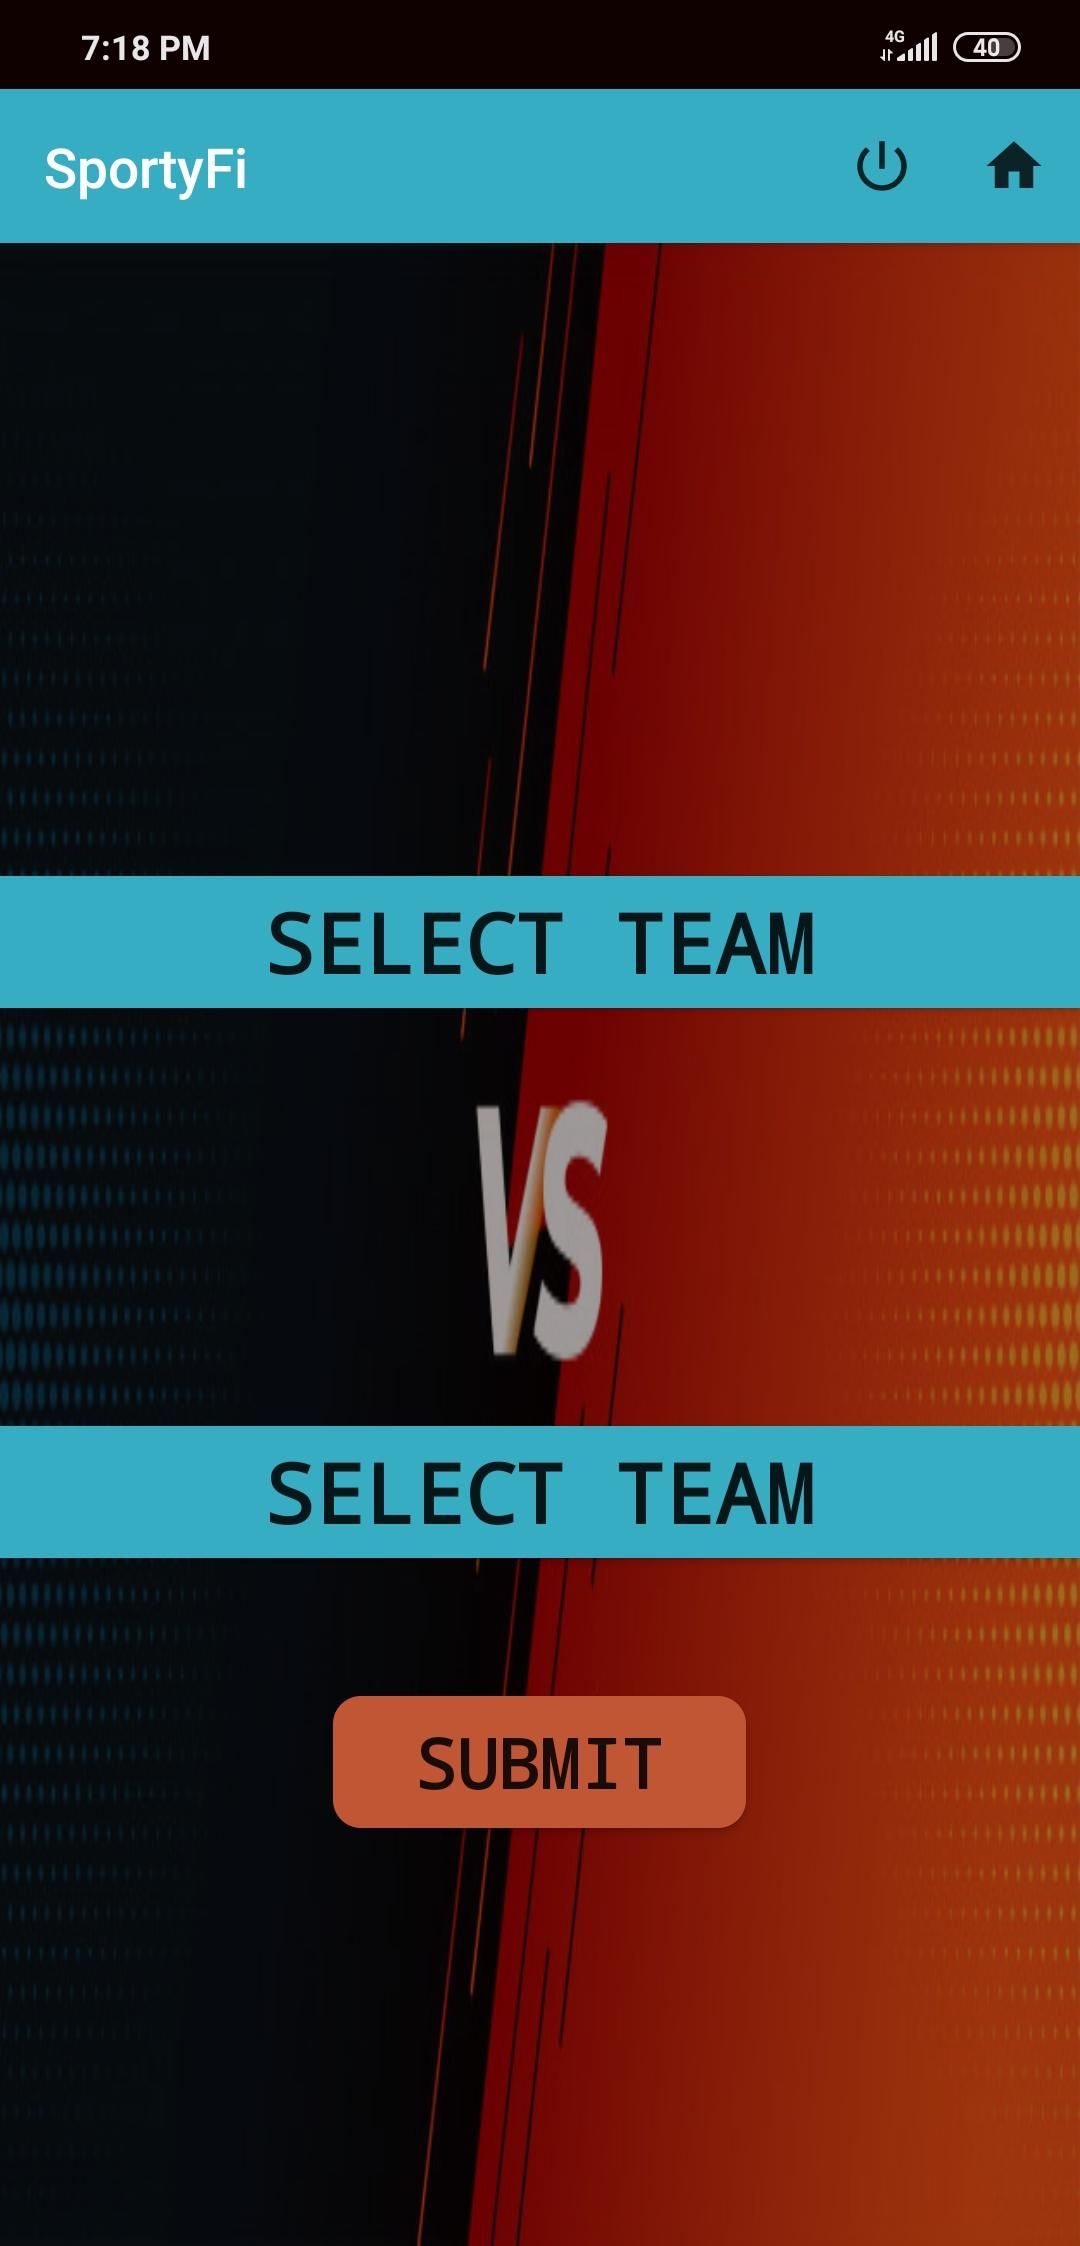 7:18 PM
4G
40
SportyFi
SELECT TEAM
VS
SELECT TEAM
SUBMIT